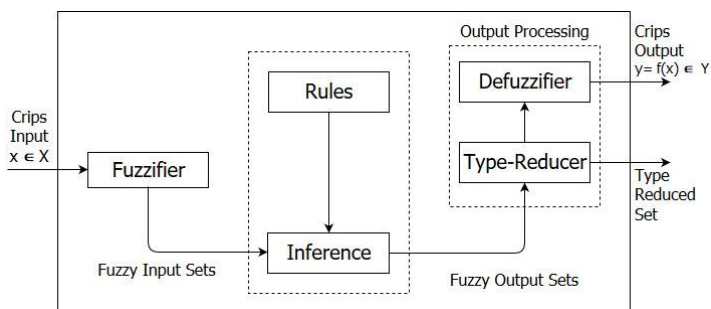 Output Processing
Crips
Output
y= f(x) ∈ Y
Rules
Defuzzifier
Crips
Input
x ∈ X
Fuzzifier
Type-Reducer
Type
Reduced
Set
Inference
Fuzzy Input Sets
Fuzzy Output Sets